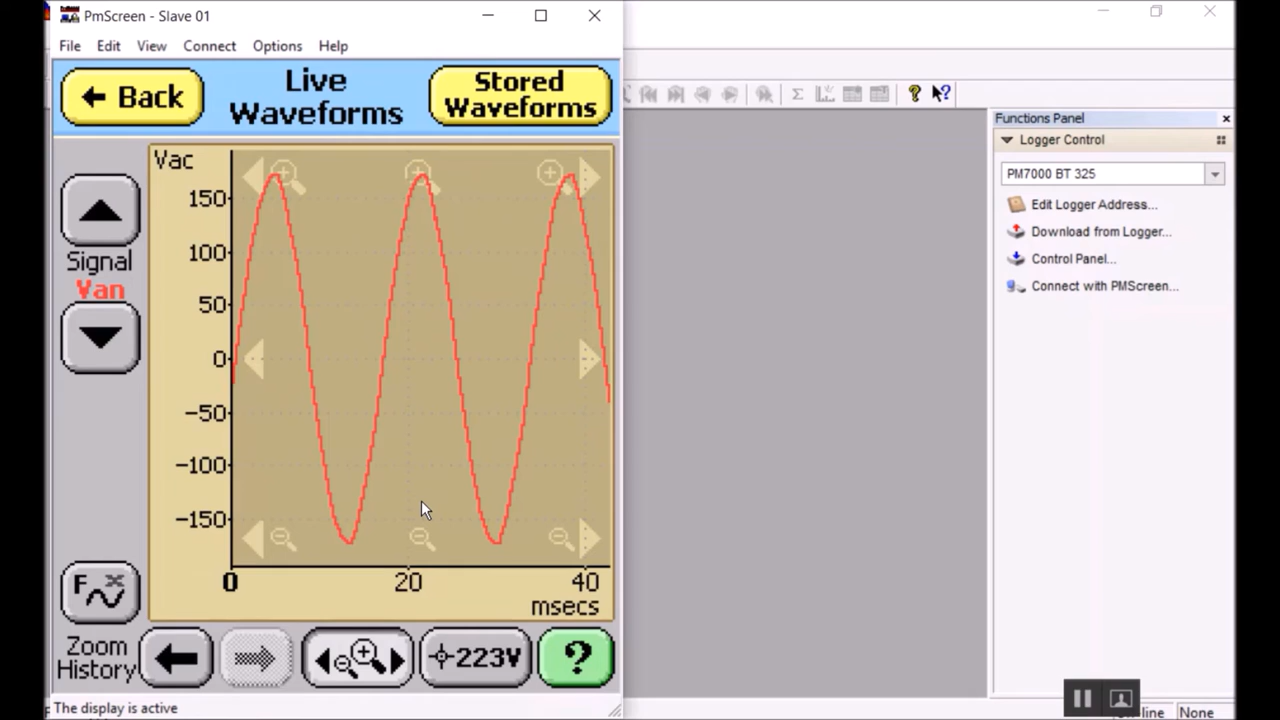 PmScreen - Slave 01
File Edit View Connect Options Help
Back
Live
Waveforms
Stored
Waveforms
Vac
150
100
50
0
-50
-100
-150
0 20 40
msecs
Signal
Van
F x
Zoom
History
223V
?
The display is active
Σ ? ?
Functions Panel
Logger Control
PM7000 BT 325
Edit Logger Address...
Download from Logger...
Control Panel...
Connect with PMScreen...
None